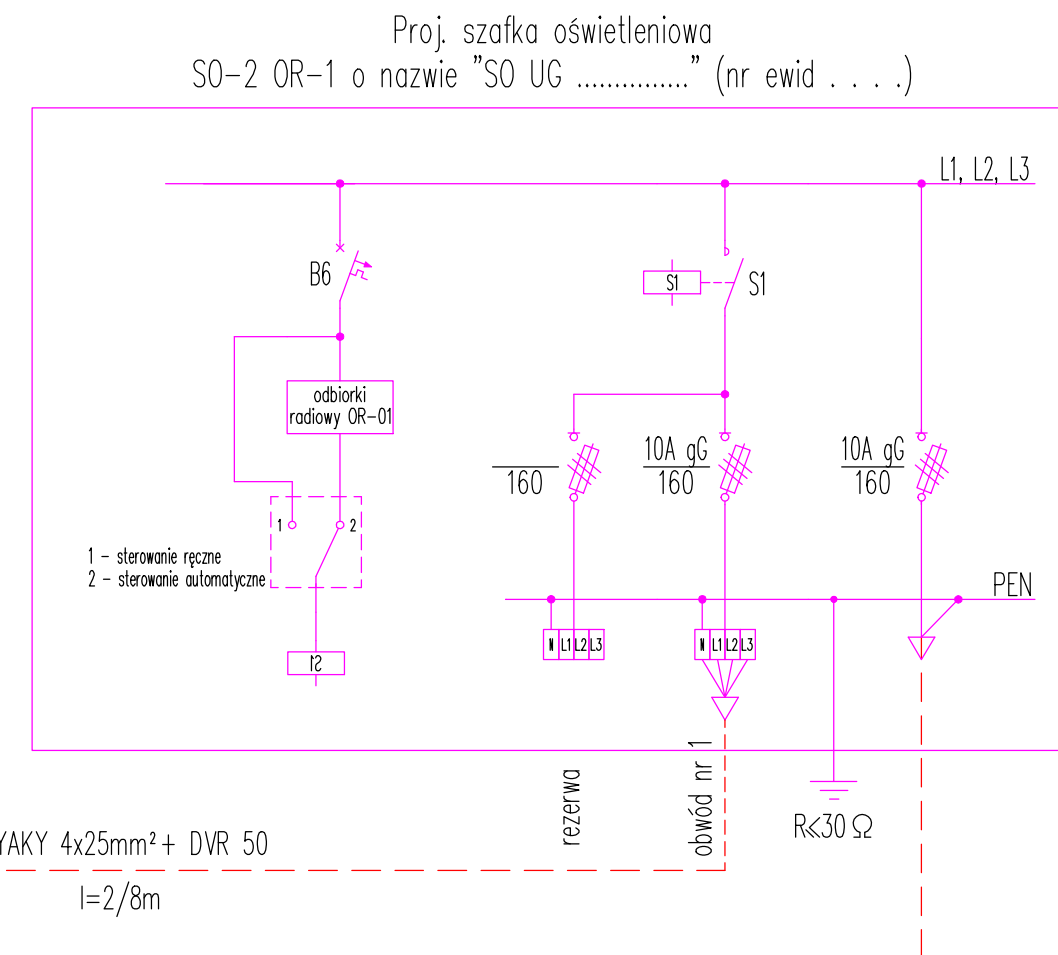 Proj. szafka oświetleniowa
SO-2 OR-1 o nazwie "SO UG ..............." (nr ewid . . . .)
L1, L2, L3
B6
S1
S1
odbiorki
radiowy OR-01
160
10A gG
160
10A gG
160
1
2
1 - sterowanie ręczne
2 - sterowanie automatyczne
PEN
N L1 L2 L3
N L1 L2 L3
S1
rezerwa
obwód nr 1
R≪30 Ω
YAKY 4x25mm² + DVR 50
l=2/8m